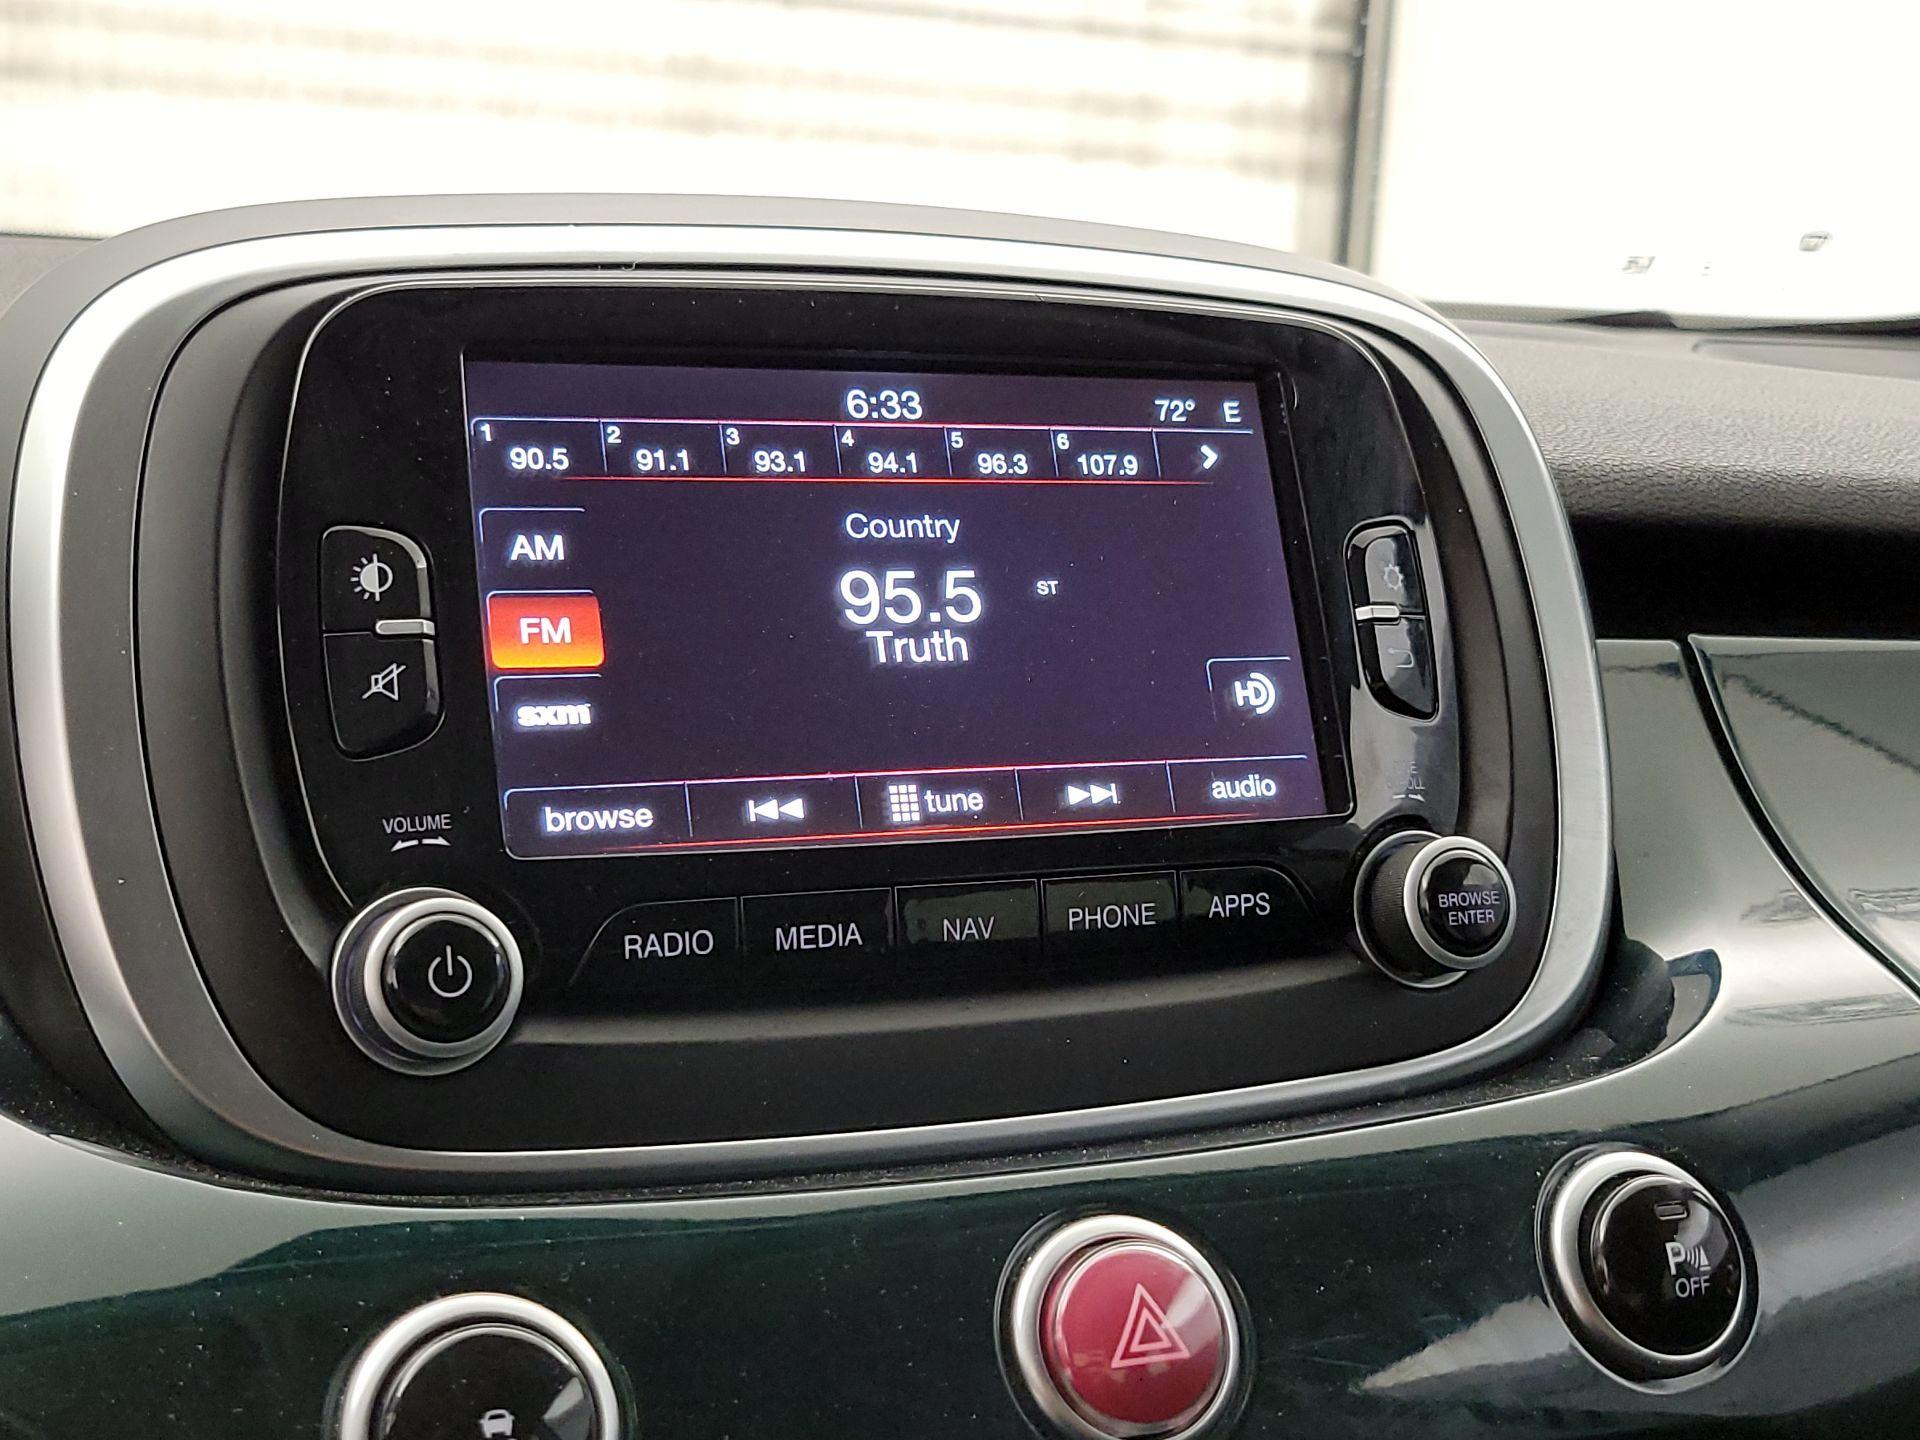 6:33
72° E
1 90.5 2 91.1 3 93.1 4 94.1 5 96.3 6 107.9
Country
AM
95.5 ST
FM
Truth
HD
sxm
browse tune audio
VOLUME
RADIO MEDIA NAV PHONE APPS
BROWSE
ENTER
P
OFF